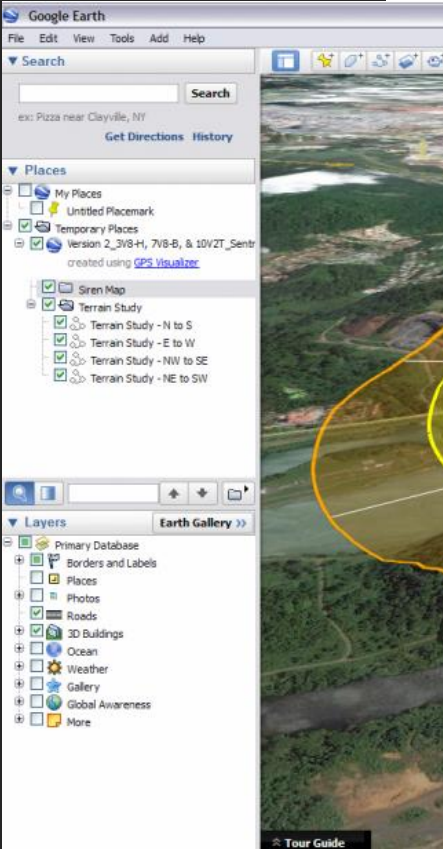 Google Earth
File Edit View Tools Add Help
Search
Search
ex: Pizza near Clayville, NY
Get Directions History
Places
My Places
Untitled Placemark
Temporary Places
Version 2_3V8-H, 7V8-B, & 10V2T_Sentr
created using GPS Visualizer
Siren Map
Terrain Study
Terrain Study - N to S
Terrain Study - E to W
Terrain Study - NW to SE
Terrain Study - NE to SW
Layers
Earth Gallery >>
Primary Database
Borders and Labels
Places
Photos
Roads
3D Buildings
Ocean
Weather
Gallery
Global Awareness
More
Tour Guide